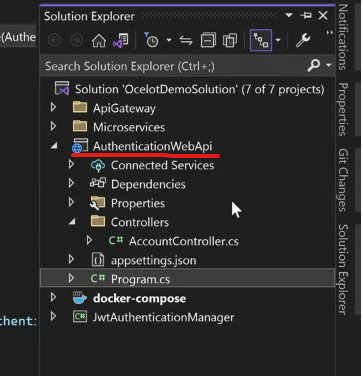 (Authe
Solution Explorer
Search Solution Explorer (Ctrl+;)
Solution 'OcelotDemoSolution' (7 of 7 projects)
ApiGateway
Microservices
AuthenticationWebApi
Connected Services
Dependencies
Properties
Controllers
C# AccountController.cs
appsettings.json
C# Program.cs
docker-compose
JwtAuthenticationManager
uthenti
Notifications
Properties
Git Changes
Solution Explorer